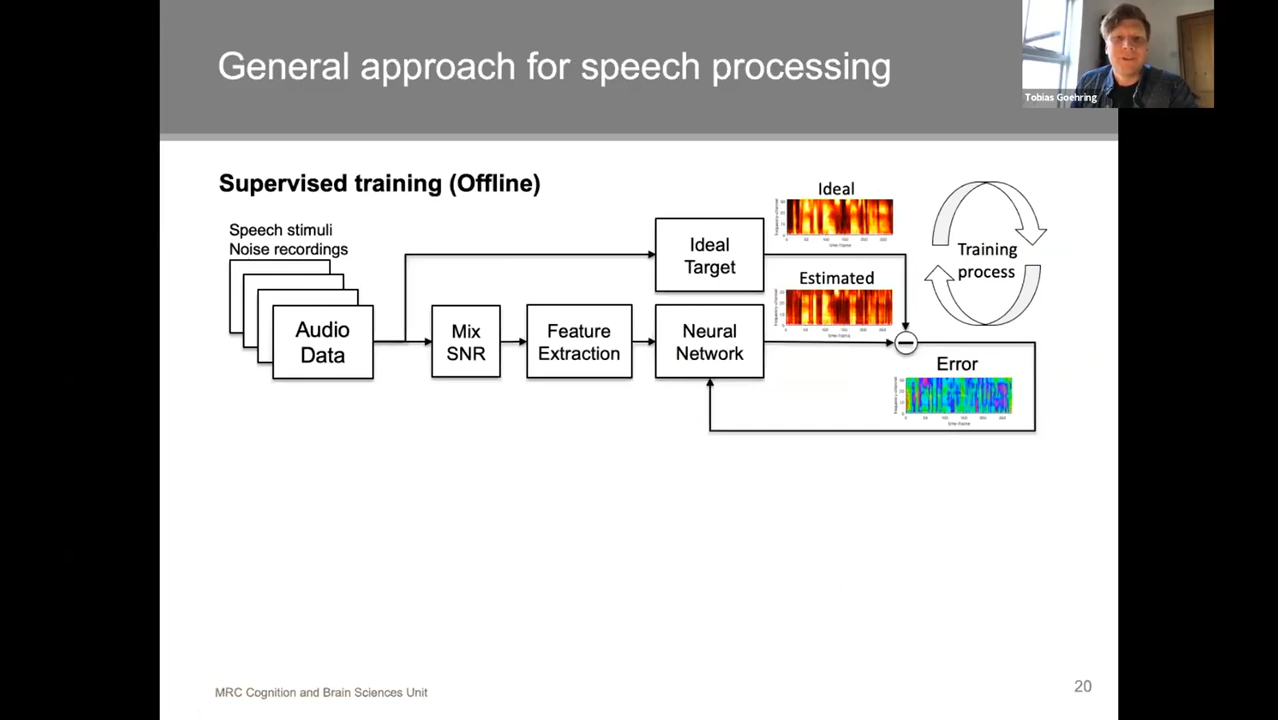 General approach for speech processing
Tobias Goehring
Supervised training (Offline)
Speech stimuli
Noise recordings
Audio
Data
Mix
SNR
Feature
Extraction
Neural
Network
Ideal
Target
Ideal
Estimated
Training
process
Error
MRC Cognition and Brain Sciences Unit
20